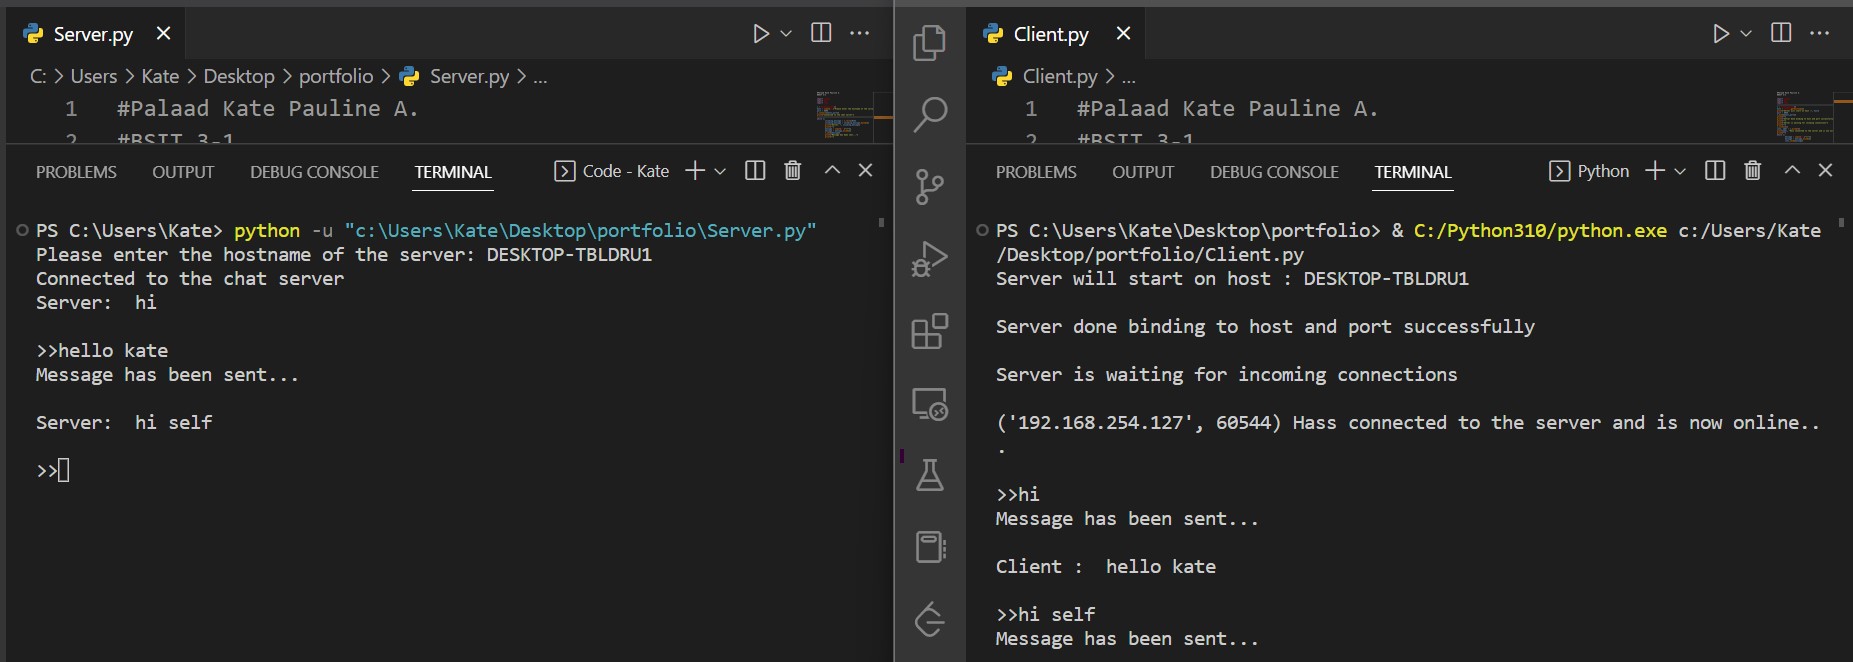 Server.py
C: > Users > Kate > Desktop > portfolio > Server.py > ...
1 #Palaad Kate Pauline A.
2 #BSIT 3-1
PROBLEMS OUTPUT DEBUG CONSOLE TERMINAL Code - Kate
PS C:\Users\Kate> python -u "c:\Users\Kate\Desktop\portfolio\Server.py"
Please enter the hostname of the server: DESKTOP-TBLDRU1
Connected to the chat server
Server:  hi
>>hello kate
Message has been sent...
Server:  hi self
>>
Client.py
Client.py > ...
1 #Palaad Kate Pauline A.
2 #BSIT 3-1
PROBLEMS OUTPUT DEBUG CONSOLE TERMINAL Python
PS C:\Users\Kate\Desktop\portfolio> & C:/Python310/python.exe c:/Users/Kate
/Desktop/portfolio/Client.py
Server will start on host : DESKTOP-TBLDRU1
Server done binding to host and port successfully
Server is waiting for incoming connections
('192.168.254.127', 60544) Hass connected to the server and is now online..
.
>>hi
Message has been sent...
Client :  hello kate
>>hi self
Message has been sent...